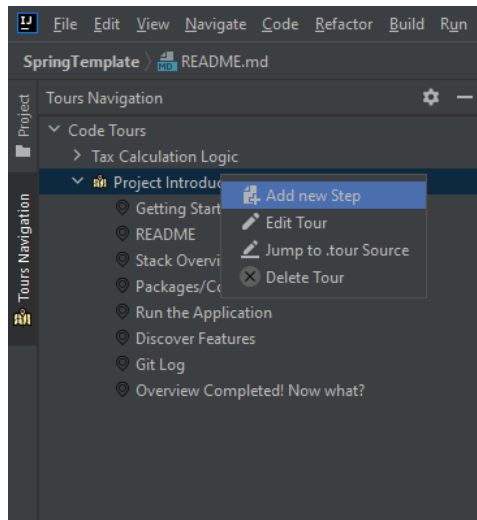 IJ File Edit View Navigate Code Refactor Build Run
SpringTemplate README.md
MD
Project
Tours Navigation
Tours Navigation
Code Tours
Tax Calculation Logic
Project Introduc
Add new Step
Getting Start
Edit Tour
README
Jump to .tour Source
Stack Overvi
Delete Tour
Packages/Co
Run the Application
Discover Features
Git Log
Overview Completed! Now what?